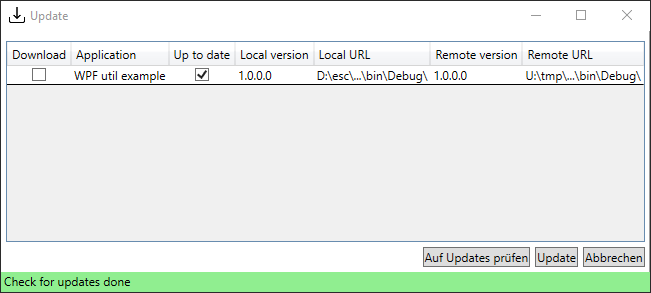 Update
Download Application Up to date Local version Local URL Remote version Remote URL
WPF util example 1.0.0.0 D:\esc\...\bin\Debug\ 1.0.0.0 U:\tmp\...\bin\Debug\
Auf Updates prüfen Update Abbrechen
Check for updates done